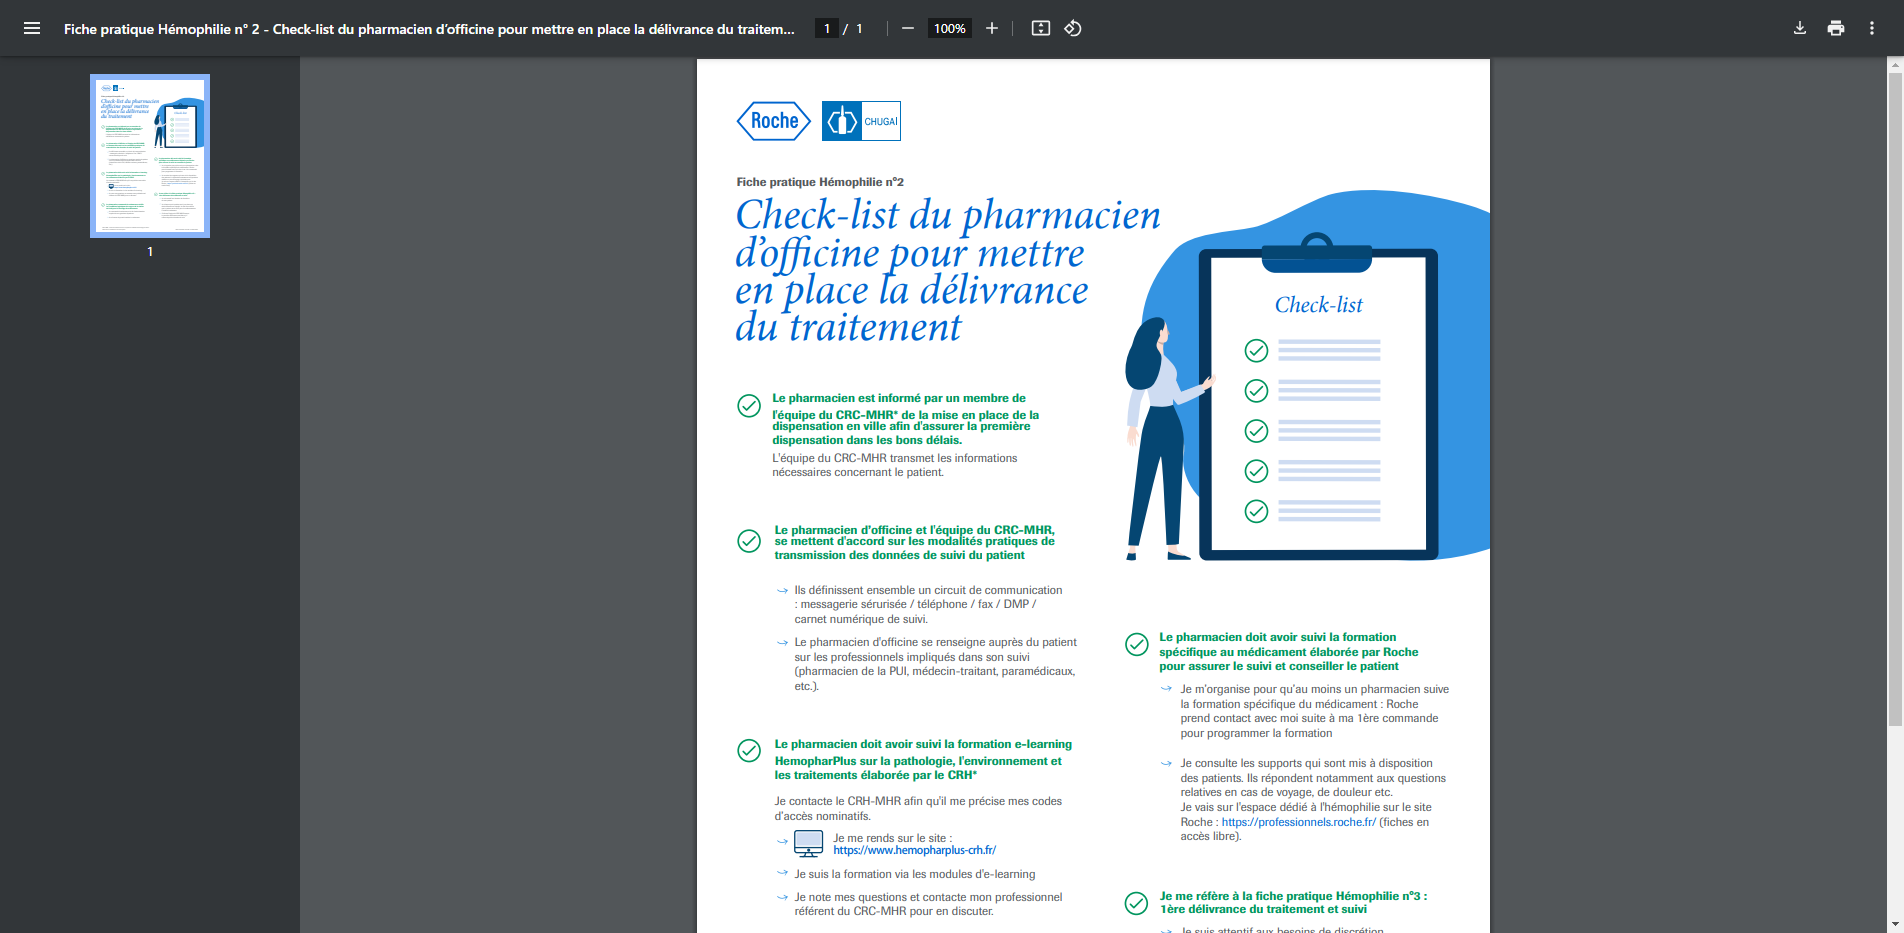 Fiche pratique Hémophilie n° 2 - Check-list du pharmacien d'officine pour mettre en place la délivrance du traitem...
1 / 1
100%
1
Roche
CHUGAI
Fiche pratique Hémophilie n°2
Check-list du pharmacien
d'officine pour mettre
en place la délivrance
du traitement
Check-list
Le pharmacien est informé par un membre de
l'équipe du CRC-MHR* de la mise en place de la
dispensation en ville afin d'assurer la première
dispensation dans les bons délais.
L'équipe du CRC-MHR transmet les informations
nécessaires concernant le patient.
Le pharmacien d'officine et l'équipe du CRC-MHR,
se mettent d'accord sur les modalités pratiques de
transmission des données de suivi du patient
Ils définissent ensemble un circuit de communication
: messagerie sérurisée / téléphone / fax / DMP /
carnet numérique de suivi.
Le pharmacien d'officine se renseigne auprès du patient
sur les professionnels impliqués dans son suivi
(pharmacien de la PUI, médecin-traitant, paramédicaux,
etc.).
Le pharmacien doit avoir suivi la formation e-learning
HemopharPlus sur la pathologie, l'environnement et
les traitements élaborée par le CRH*
Je contacte le CRH-MHR afin qu'il me précise mes codes
d'accès nominatifs.
Je me rends sur le site :
https://www.hemopharplus-crh.fr/
Je suis la formation via les modules d'e-learning
Je note mes questions et contacte mon professionnel
référent du CRC-MHR pour en discuter.
Le pharmacien doit avoir suivi la formation
spécifique au médicament élaborée par Roche
pour assurer le suivi et conseiller le patient
Je m'organise pour qu'au moins un pharmacien suive
la formation spécifique du médicament : Roche
prend contact avec moi suite à ma 1ère commande
pour programmer la formation
Je consulte les supports qui sont mis à disposition
des patients. Ils répondent notamment aux questions
relatives en cas de voyage, de douleur etc.
Je vais sur l'espace dédié à l'hémophilie sur le site
Roche : https://professionnels.roche.fr/ (fiches en
accès libre).
Je me réfère à la fiche pratique Hémophilie n°3 :
1ère délivrance du traitement et suivi
Je suis attentif aux besoins de discrétion